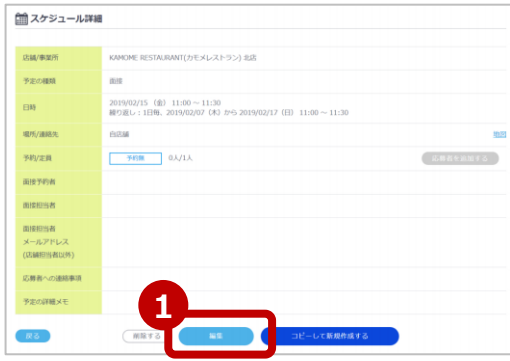 スケジュール詳細
店舗/事業所 KAMOME RESTAURANT(カモメレストラン) 北店
予定の種類 面接
日時 2019/02/15 (金) 11:00 ~ 11:30
繰り返し:1日毎、2019/02/07 (木) から 2019/02/17 (日) 11:00 ~ 11:30
場所/連絡先 自店舗 地図
予約/定員 予約無 0人/1人 応募者を追加する
面接予約者
面接担当者
面接担当者
メールアドレス
(店舗担当者以外)
応募者への連絡事項
予定の詳細メモ
1
戻る 削除する 編集 コピーして新規作成する